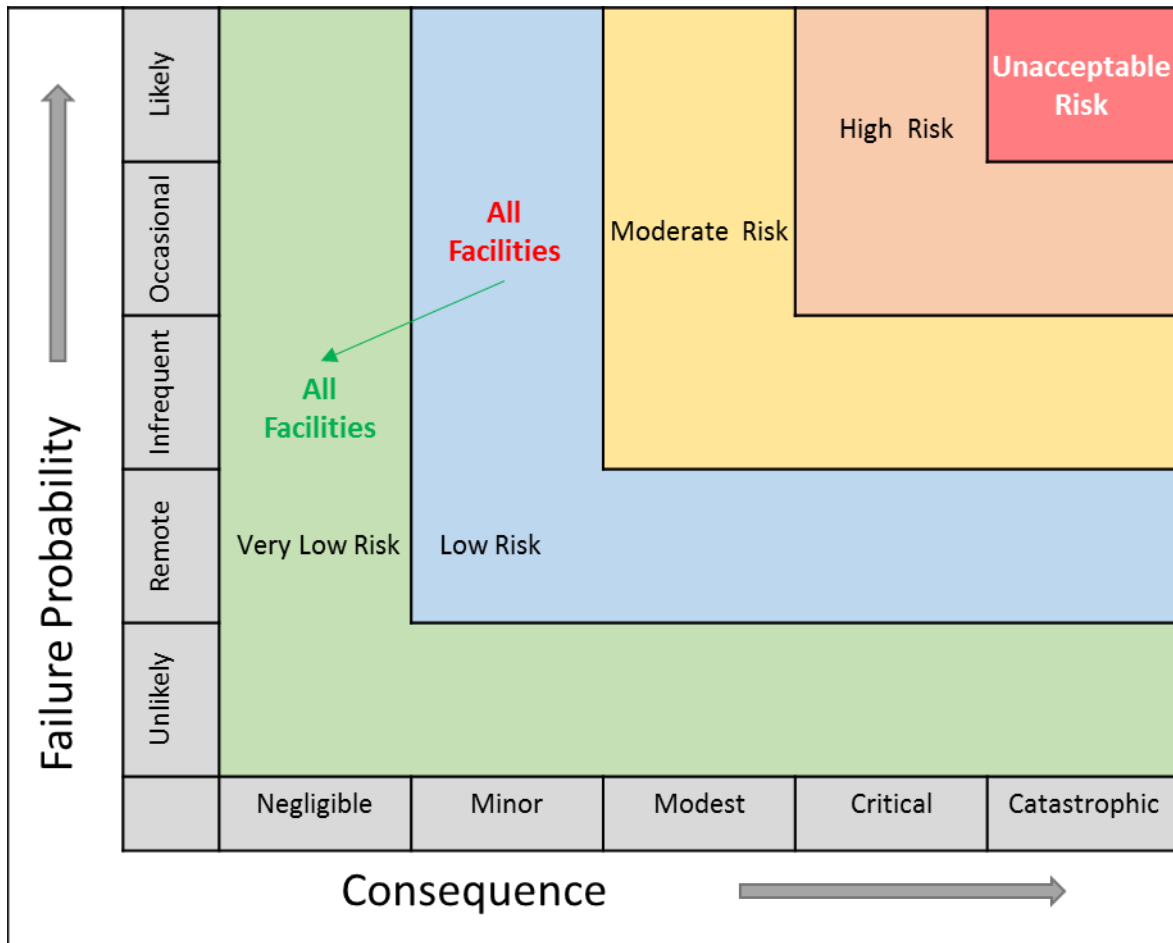 Failure Probability
Likely
Occasional
Infrequent
Remote
Unlikely
Unacceptable
Risk
High Risk
All
Facilities
Moderate Risk
All
Facilities
Very Low Risk
Low Risk
Negligible
Minor
Modest
Critical
Catastrophic
Consequence